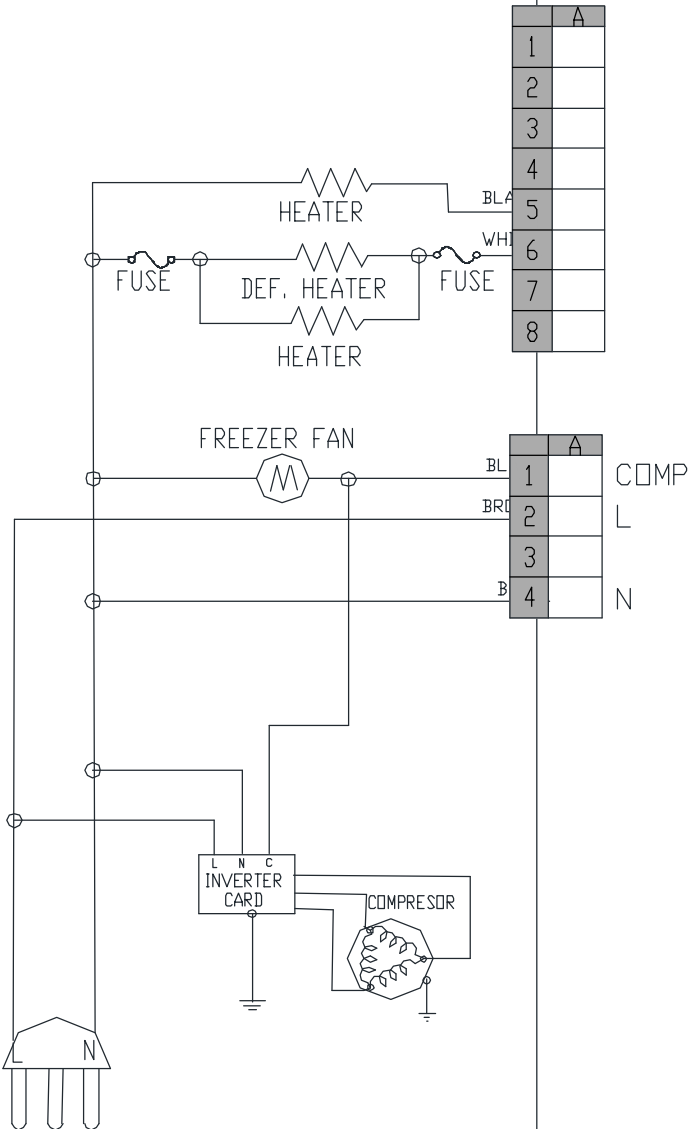 A
1
2
3
4
BLA
5
HEATER
WHI
6
FUSE
DEF. HEATER
FUSE
7
8
HEATER
A
FREEZER FAN
BL
1
COMP
M
BRO
2
L
3
B
4
N
L N C
INVERTER
CARD
COMPRESOR
L
N